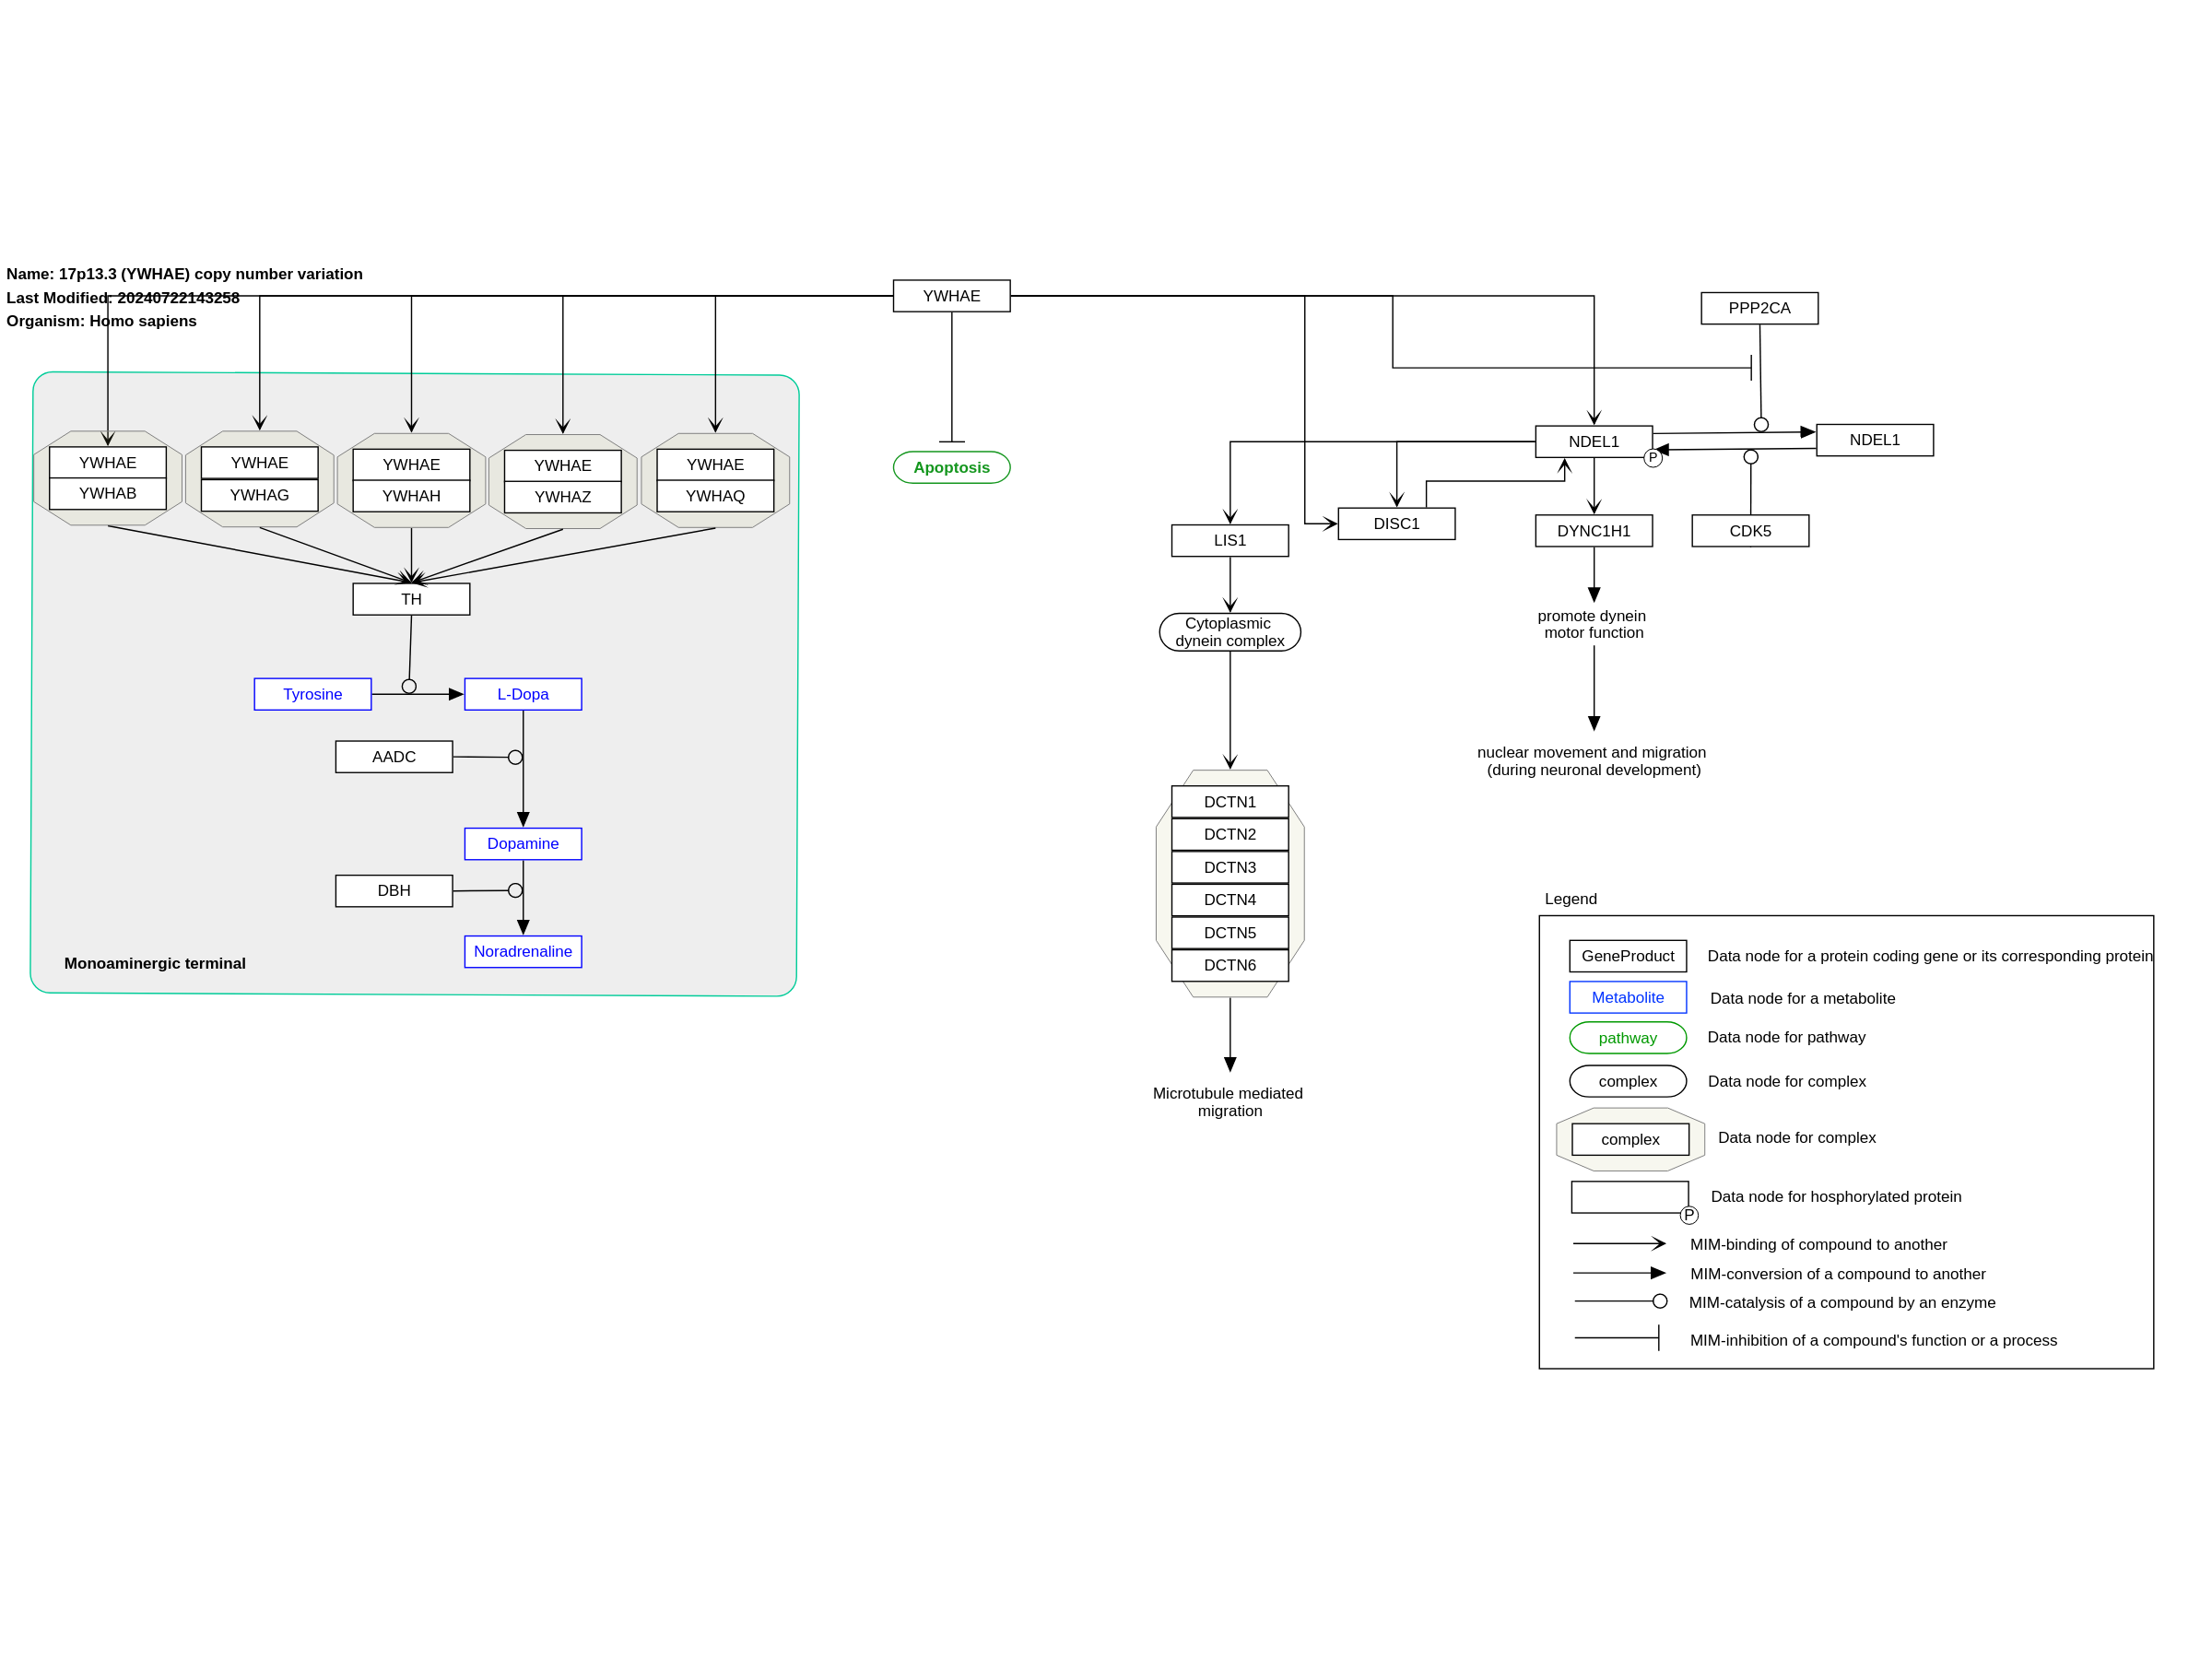 Name: 17p13.3 (YWHAE) copy number variation
Last Modified: 20240722143258
Organism: Homo sapiens
YWHAE
PPP2CA
YWHAE
YWHAB
YWHAE
YWHAG
YWHAE
YWHAH
YWHAE
YWHAZ
YWHAE
YWHAQ
Apoptosis
NDEL1
P
NDEL1
LIS1
DISC1
DYNC1H1
CDK5
TH
Cytoplasmic
dynein complex
promote dynein
motor function
Tyrosine
L-Dopa
AADC
nuclear movement and migration
(during neuronal development)
Dopamine
DBH
Noradrenaline
Monoaminergic terminal
DCTN1
DCTN2
DCTN3
DCTN4
DCTN5
DCTN6
Microtubule mediated
migration
Legend
GeneProduct
Data node for a protein coding gene or its corresponding protein
Metabolite
Data node for a metabolite
pathway
Data node for pathway
complex
Data node for complex
complex
Data node for complex
P
Data node for hosphorylated protein
MIM-binding of compound to another
MIM-conversion of a compound to another
MIM-catalysis of a compound by an enzyme
MIM-inhibition of a compound's function or a process